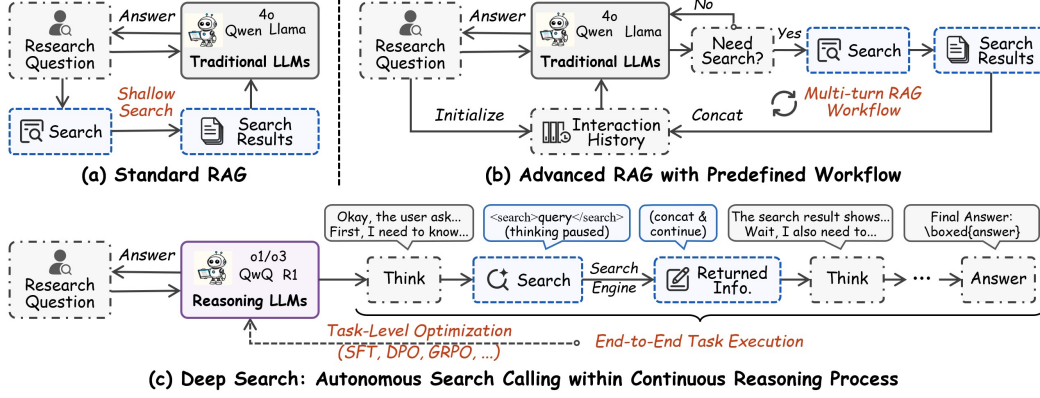 Answer
Research
Question
4o
Qwen Llama
Traditional LLMs
Shallow
Search
Search
Search
Results
(a) Standard RAG
Answer
Research
Question
4o
Qwen Llama
Traditional LLMs
No
Need
Search?
Yes
Search
Search
Results
Initialize
Interaction
History
Concat
Multi-turn RAG
Workflow
(b) Advanced RAG with Predefined Workflow
Okay, the user ask...
First, I need to know...
<search>query</search>
(thinking paused)
(concat &
continue)
The search result shows...
Wait, I also need to...
Final Answer:
\boxed{answer}
Answer
Research
Question
o1/o3
QwQ R1
Reasoning LLMs
Think
Search
Search
Engine
Returned
Info.
Think
...
Answer
Task-Level Optimization
(SFT, DPO, GRPO, ...)
End-to-End Task Execution
(c) Deep Search: Autonomous Search Calling within Continuous Reasoning Process